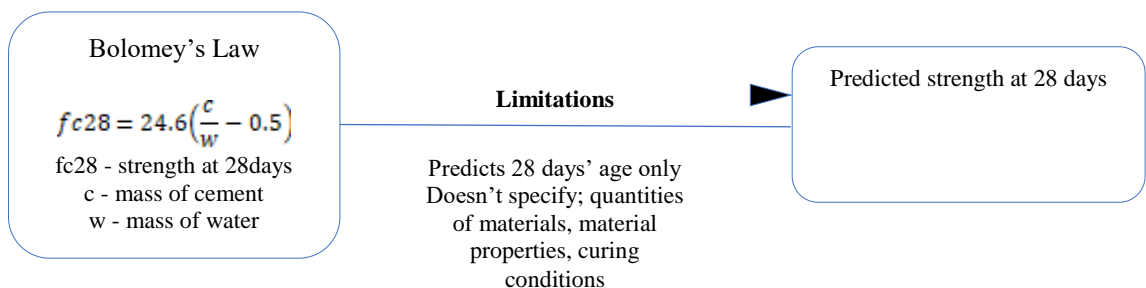 Bolomey’s Law
fc28 = 24.6(c/w − 0.5)
fc28 - strength at 28days
c - mass of cement
w - mass of water
Limitations
Predicts 28 days’ age only
Doesn’t specify; quantities
of materials, material
properties, curing
conditions
Predicted strength at 28 days